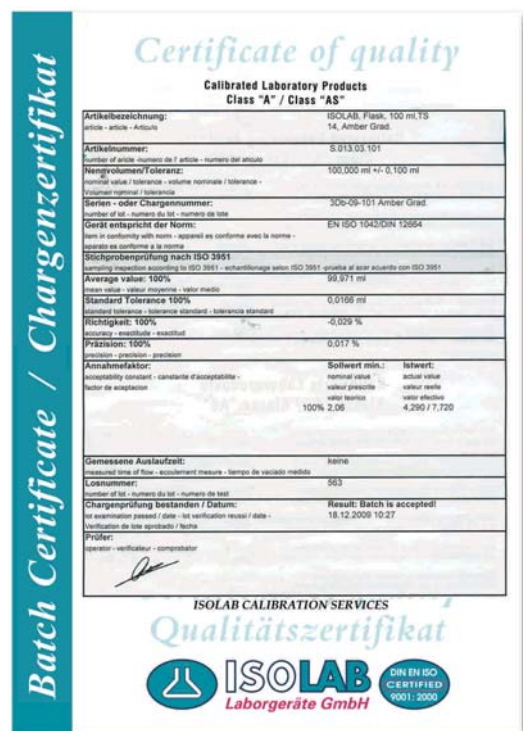 Batch Certificate / Chargenzertifikat
Certificate of quality
Calibrated Laboratory Products
Class "A" / Class "AS"
Artikelbezeichnung: ISOLAB, Flask, 100 ml,TS
article - article - Articulo 14, Amber Grad.
Artikelnummer: S.013.03.101
number of aricle -numero de l' article - numero del aticulo
Nennvolumen/Toleranz: 100,000 ml +/- 0,100 ml
nominal value / tolerance - volume nominale / tolerance -
Volumen nominal / tolerancia
Serien - oder Chargennummer: 3Db-09-101 Amber Grad.
number of lot - numero du lot - numero de lote
Gerät entspricht der Norm: EN ISO 1042/DIN 12664
item in conformity with norm - appareil es conforme avec la norme -
aparato es conforme a la norma
Stichprobenprüfung nach ISO 3951
sampling inspection according to ISO 3951 - echantillonage selon ISO 3951 -prueba al azar acuerdo con ISO 3951
Average value: 100% 99,971 ml
mean value - valeur moyenne - valor medio
Standard Tolerance 100% 0,0166 ml
standard tolerance - tolerance standard - tolerancia standard
Richtigkeit: 100% -0,029 %
accuracy - exactitude - exactitud
Präzision: 100% 0,017 %
precision - precision - precision
Annahmefaktor: Sollwert min.: Istwert:
acceptability constant - canstante d'acceptabilite - nominal value actual value
factor de aceptacion valeur prescrite valeur reelle
valor teorico valor efectivo
100% 2,06 4,290 / 7,720
Gemessene Auslaufzeit: keine
measured time of flow - ecoulement mesure - tiempo de vaciado medido
Losnummer: 563
number of lot - numero du lot - numero de test
Chargenprüfung bestanden / Datum: Result: Batch is accepted!
lot examination passed / date - lot verification reussi / date - 18.12.2009 10:27
Verification de lote aprobado / fecha
Prüfer:
operator - verificateur - comprobator
ISOLAB CALIBRATION SERVICES
Qualitätszertifikat
ISOLAB
Laborgeräte GmbH
DIN EN ISO
CERTIFIED
9001: 2000